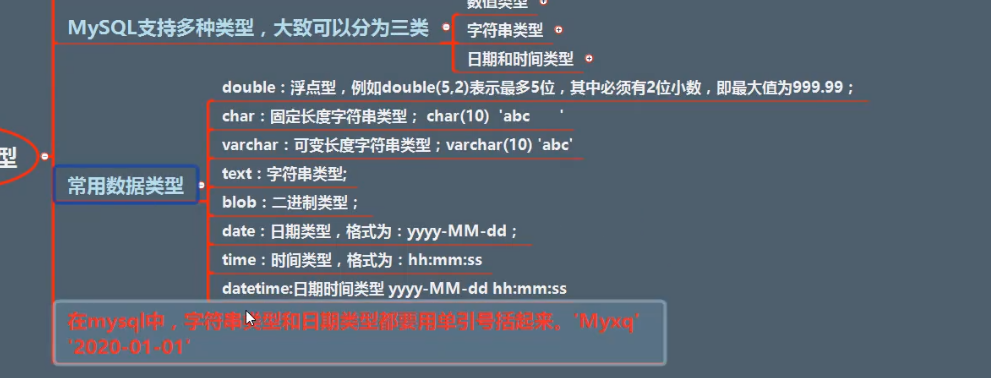 数值类型
MySQL支持多种类型，大致可以分为三类
字符串类型
日期和时间类型
double：浮点型，例如double(5,2)表示最多5位，其中必须有2位小数，即最大值为999.99；
char：固定长度字符串类型； char(10) 'abc       '
varchar：可变长度字符串类型；varchar(10) 'abc'
text：字符串类型;
型
常用数据类型
blob：二进制类型；
date：日期类型，格式为：yyyy-MM-dd；
time：时间类型，格式为：hh:mm:ss
datetime:日期时间类型 yyyy-MM-dd hh:mm:ss
在mysql中，字符串类型和日期类型都要用单引号括起来。'Myxq'
'2020-01-01'